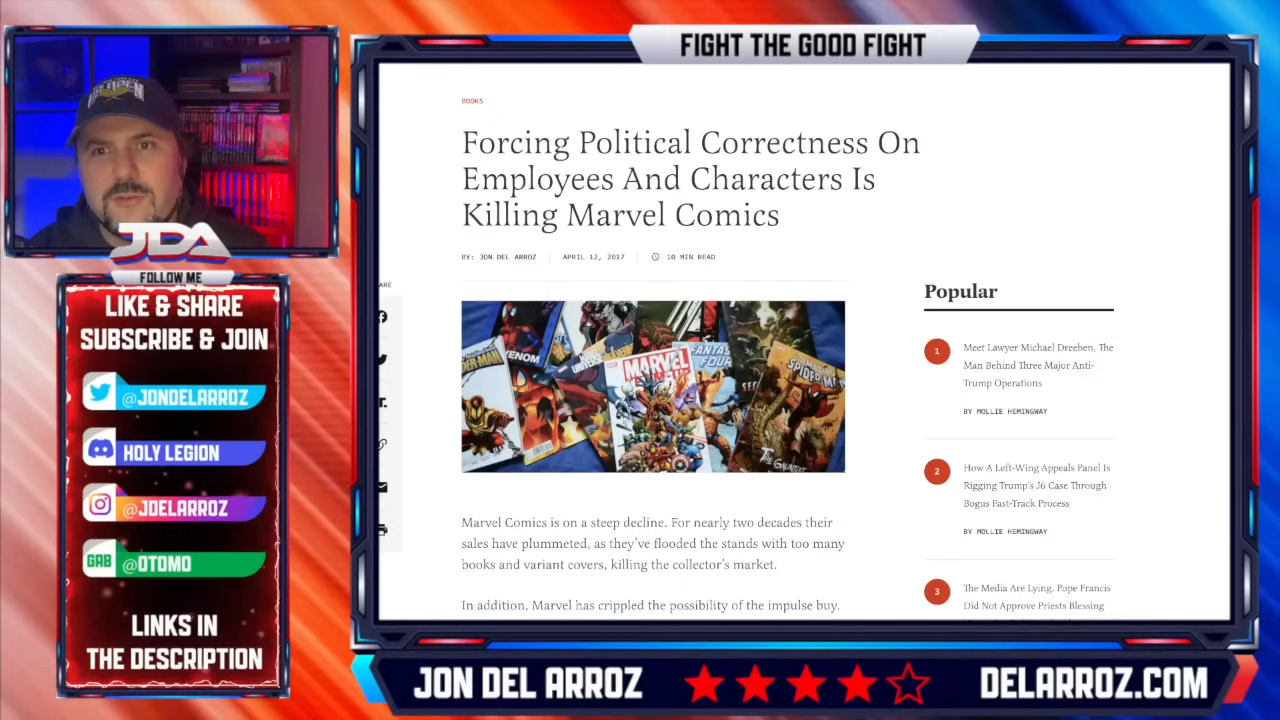 FIGHT THE GOOD FIGHT
BOOKS
Forcing Political Correctness On
Employees And Characters Is
Killing Marvel Comics
BY: JON DEL ARROZ
APRIL 12, 2017
10 MIN READ
ARE
VENOM
MARVEL
FANTAS
FOUR
THE GAUNTLET
Marvel Comics is on a steep decline. For nearly two decades their
sales have plummeted, as they've flooded the stands with too many
books and variant covers, killing the collector's market.
In addition, Marvel has crippled the possibility of the impulse buy.
Popular
1
Meet Lawyer Michael Dreeben, The
Man Behind Three Major Anti-
Trump Operations
BY MOLLIE HEMINGWAY
2
How A Left-Wing Appeals Panel Is
Rigging Trump's J6 Case Through
Bogus Fast-Track Process
BY MOLLIE HEMINGWAY
3
The Media Are Lying, Pope Francis
Did Not Approve Priests Blessing
JDA
FOLLOW ME
LIKE & SHARE
SUBSCRIBE & JOIN
@JONDELARROZ
HOLY LEGION
@JDELARROZ
GAB
@OTOMO
LINKS IN
THE DESCRIPTION
JON DEL ARROZ
DELARROZ.COM